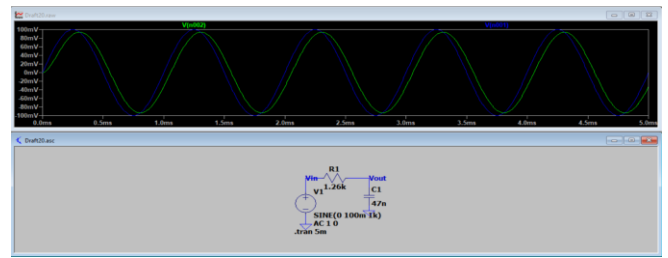 Draft20.asc
V(n002)
100mV
80mV
60mV
40mV
20mV
0mV
-20mV
-40mV
-60mV
-80mV
-100mV
0.0ms 0.5ms 1.0ms 1.5ms 2.0ms 2.5ms 3.0ms 3.5ms 4.0ms 4.5ms 5.0ms
Draft20.asc
R1
Vin Vout
1.26k
V1 C1
47n
SINE(0 100m 1k)
AC 1 0
.tran 5m